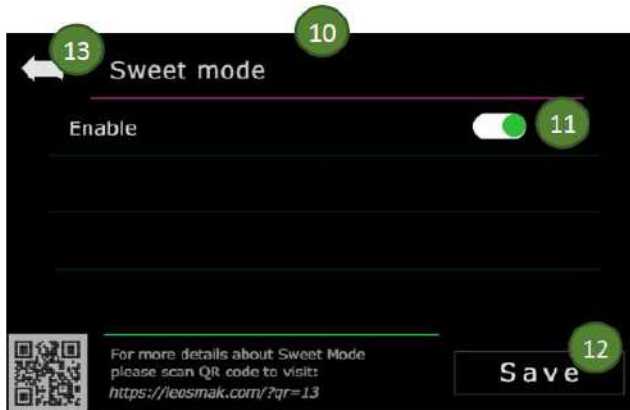 10
13
Sweet mode
Enable
11
For more details about Sweet Mode
please scan QR code to visit:
https://leosmak.com/?qr=13
12
Save